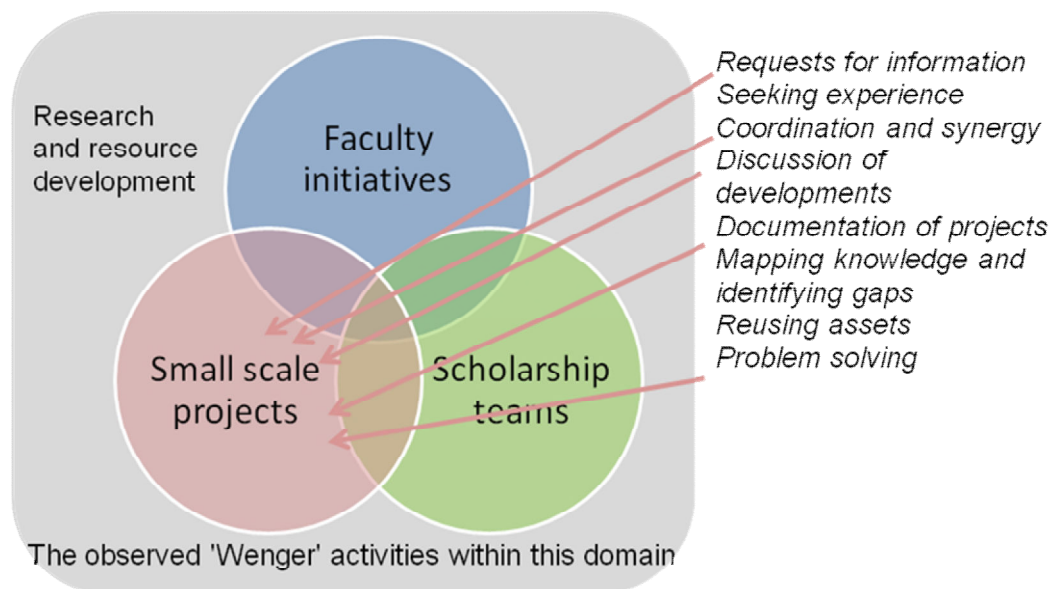 Research
and resource
development
Faculty
initiatives
Small scale
projects
Scholarship
teams
The observed 'Wenger' activities within this domain
Requests for information
Seeking experience
Coordination and synergy
Discussion of
developments
Documentation of projects
Mapping knowledge and
identifying gaps
Reusing assets
Problem solving